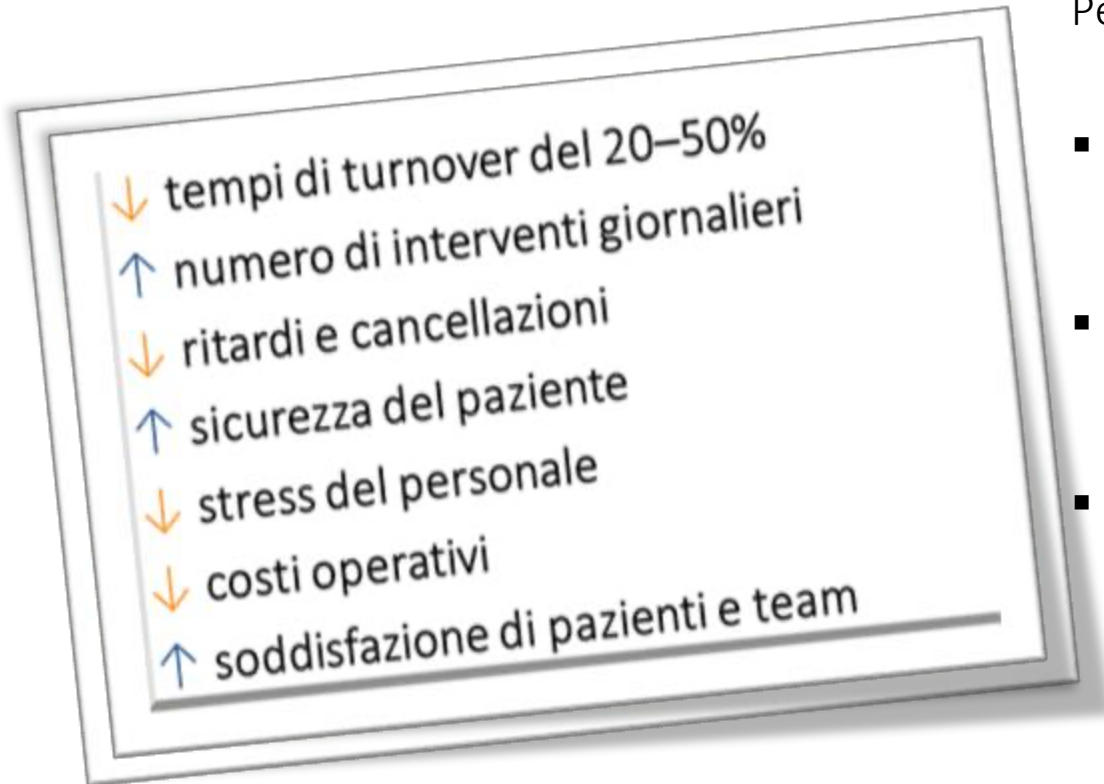 ↓ tempi di turnover del 20–50%
↑ numero di interventi giornalieri
↓ ritardi e cancellazioni
↑ sicurezza del paziente
↓ stress del personale
↓ costi operativi
↑ soddisfazione di pazienti e team